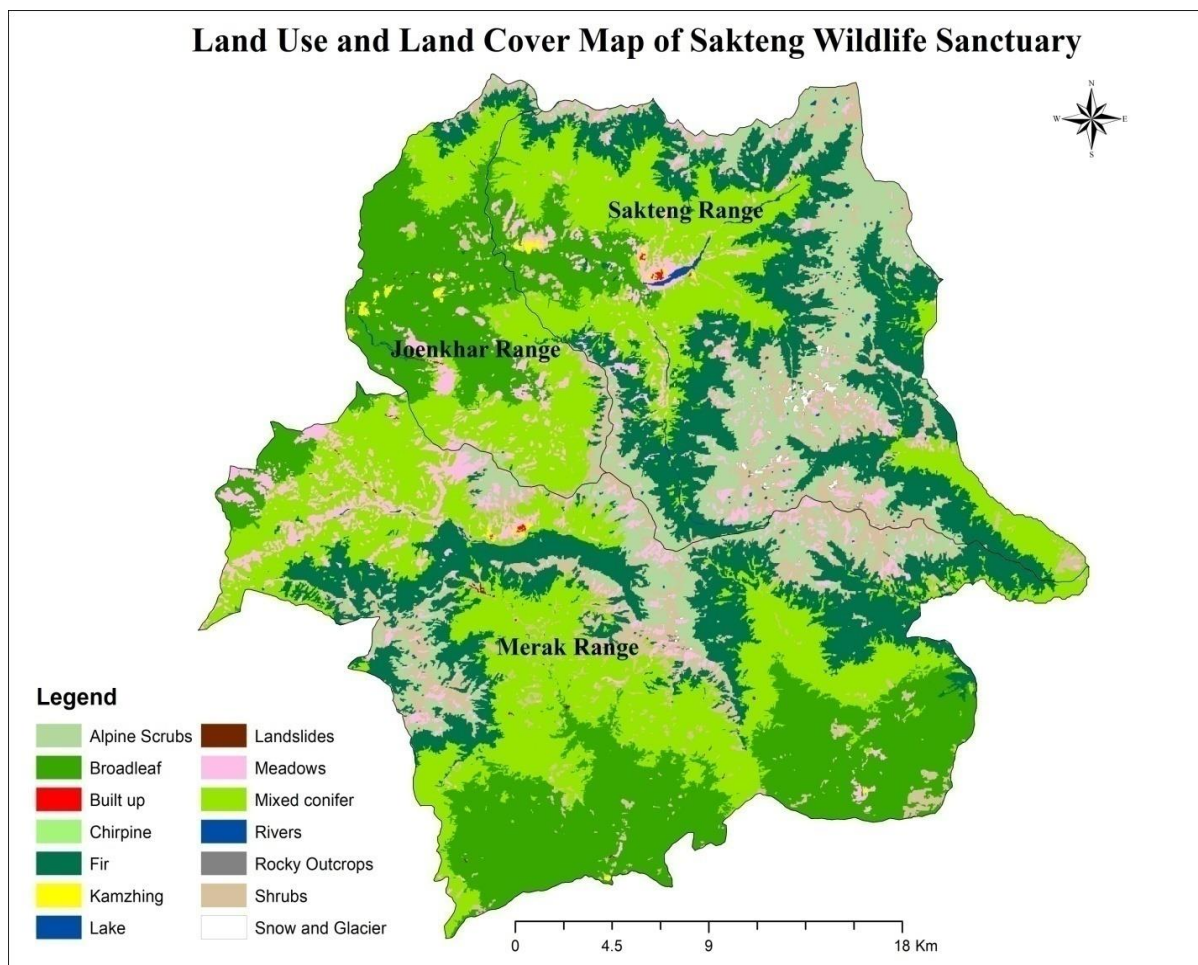 Land Use and Land Cover Map of Sakteng Wildlife Sanctuary
N
W
E
S
Sakteng Range
Joenkhar Range
Merak Range
Legend
Alpine Scrubs
Broadleaf
Built up
Chirpine
Fir
Kamzhing
Lake
Landslides
Meadows
Mixed conifer
Rivers
Rocky Outcrops
Shrubs
Snow and Glacier
0 4.5 9 18 Km